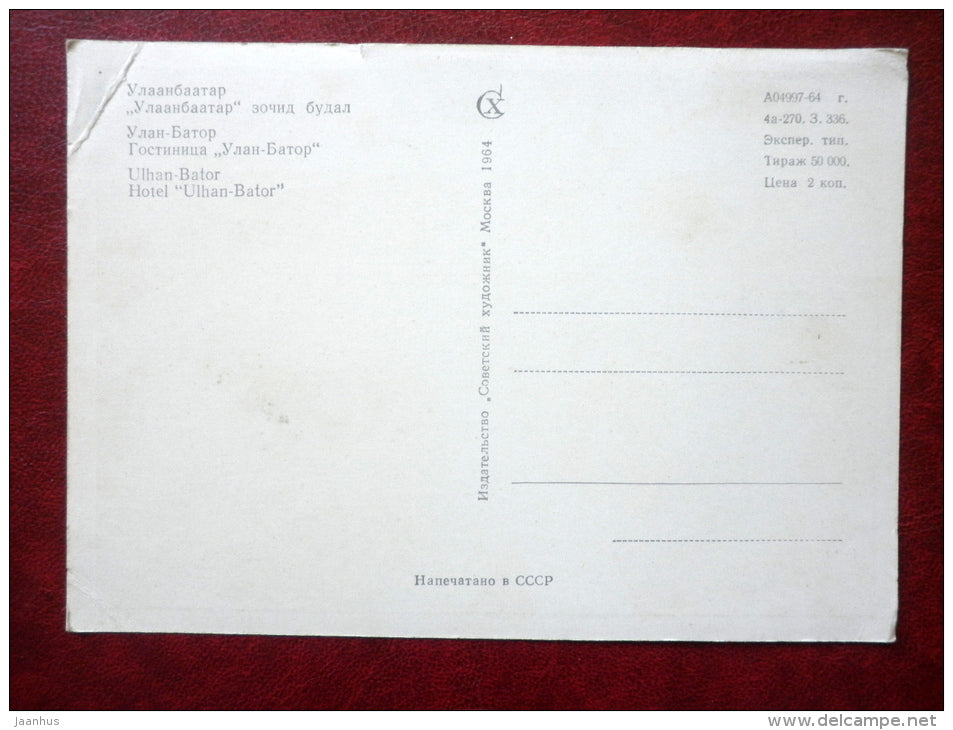 Улаанбаатар
„Улаанбаатар“ зочид будал
Улан-Батор
Гостиница „Улан-Батор“
Ulhan-Bator
Hotel “Ulhan-Bator”
СХ
Издательство „Советский художник“ Москва 1964
А04997-64 г.
4а-270. З. 336.
Экспер. тип.
Тираж 50 000.
Цена 2 коп.
Напечатано в СССР
jaanhus
www.delcampe.net